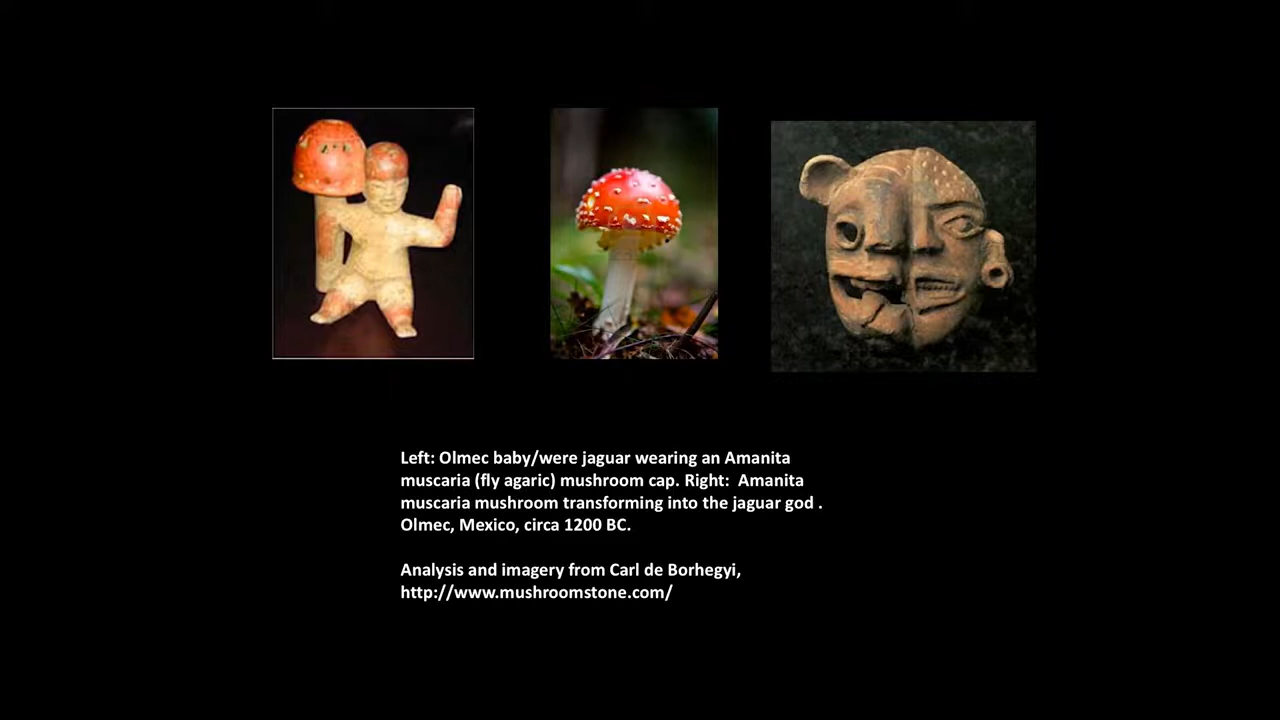 Left: Olmec baby/were jaguar wearing an Amanita
muscaria (fly agaric) mushroom cap. Right:  Amanita
muscaria mushroom transforming into the jaguar god .
Olmec, Mexico, circa 1200 BC.
Analysis and imagery from Carl de Borhegyi,
http://www.mushroomstone.com/